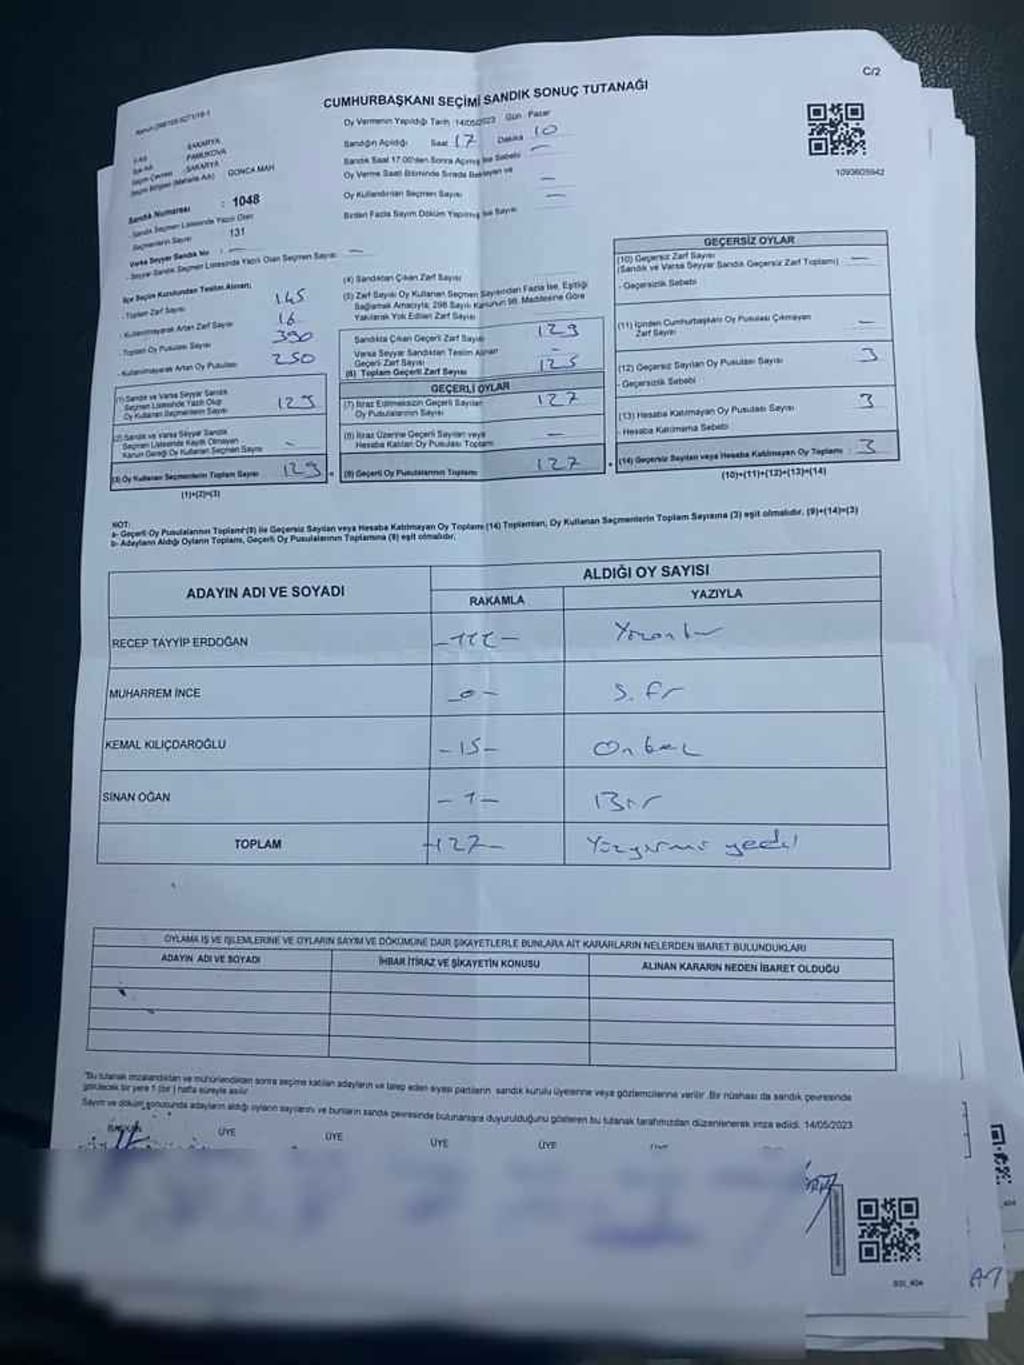 C/2
CUMHURBAŞKANI SEÇİMİ SANDIK SONUÇ TUTANAĞI
Oy Vermenin Yapıldığı Tarih 14/05/2023 Gün Pazar
Sandığın Açıldığı Saat 17 Dakika 10
Sandık Saat 17.00'den Sonra Açılmış İse Sebebi —
Oy Verme Saati Bitiminde Sırada Bekleyen ve
Oy Kullandırılan Seçmen Sayısı —
Birden Fazla Sayım Döküm Yapılmış İse Sayısı —
1093605942
SAKARYA
PAMUKOVA
SAKARYA
GONCA MAH
Sandık Numarası : 1048
Sandık Seçmen Listesinde Yazılı Olan
Seçmenlerin Sayısı 131
Varsa Seyyar Sandık No : —
Seyyar Sandık Seçmen Listesinde Yazılı Olan Seçmen Sayısı —
İlçe Seçim Kurulundan Teslim Alınan;
- Toplam Zarf Sayısı 145
- Kullanılmayarak Artan Zarf Sayısı 16
- Toplam Oy Pusulası Sayısı 390
- Kullanılmayarak Artan Oy Pusulası 250
(1) Sandık ve Varsa Seyyar Sandık
Seçmen Listesinde Yazılı Olup
Oy Kullanan Seçmenlerin Sayısı 129
(2) Sandık ve Varsa Seyyar Sandık
Seçmen Listesinde Kayıtlı Olmayan
Kanun Gereği Oy Kullanan Seçmen Sayısı —
(3) Oy Kullanan Seçmenlerin Toplam Sayısı 129
(1)+(2)=(3)
(4) Sandıktan Çıkan Zarf Sayısı
(5) Zarf Sayısı Oy Kullanan Seçmen Sayısından Fazla İse, Eşitliği
Sağlamak Amacıyla; 298 Sayılı Kanunun 98. Maddesine Göre
Yakılarak Yok Edilen Zarf Sayısı
Sandıkta Çıkan Geçerli Zarf Sayısı 129
Varsa Seyyar Sandıktan Teslim Alınan
Geçerli Zarf Sayısı —
(6) Toplam Geçerli Zarf Sayısı 125
GEÇERLİ OYLAR
(7) İtiraz Edilmeksizin Geçerli Sayılan
Oy Pusulalarının Sayısı 127
(8) İtiraz Üzerine Geçerli Sayılan veya
Hesaba Katılan Oy Pusulası Toplamı —
(9) Geçerli Oy Pusulalarının Toplamı 127
GEÇERSİZ OYLAR
(10) Geçersiz Zarf Sayısı
(Sandık ve Varsa Seyyar Sandık Geçersiz Zarf Toplamı) —
- Geçersizlik Sebebi
(11) İçinden Cumhurbaşkanı Oy Pusulası Çıkmayan
Zarf Sayısı —
(12) Geçersiz Sayılan Oy Pusulası Sayısı 3
- Geçersizlik Sebebi
(13) Hesaba Katılmayan Oy Pusulası Sayısı 3
- Hesaba Katılmama Sebebi
(14) Geçersiz Sayılan veya Hesaba Katılmayan Oy Toplamı 3
(10)+(11)+(12)+(13)=(14)
NOT:
a- Geçerli Oy Pusulalarının Toplamı (9) ile Geçersiz Sayılan veya Hesaba Katılmayan Oy Toplamı (14) Toplamları, Oy Kullanan Seçmenlerin Toplam Sayısına (3) eşit olmalıdır. (9)+(14)=(3)
b- Adayların Aldığı Oyların Toplamı, Geçerli Oy Pusulalarının Toplamına (9) eşit olmalıdır.
ADAYIN ADI VE SOYADI
ALDIĞI OY SAYISI
RAKAMLA YAZIYLA
RECEP TAYYİP ERDOĞAN -111-
MUHARREM İNCE -0- Sıfır
KEMAL KILIÇDAROĞLU -15- Onbeş
SİNAN OĞAN -1- Bir
TOPLAM -127- Yüzyirmi yedi
OYLAMA İŞ VE İŞLEMLERİNE VE OYLARIN SAYIM VE DÖKÜMÜNE DAİR ŞİKAYETLERLE BUNLARA AİT KARARLARIN NELERDEN İBARET BULUNDUKLARI
ADAYIN ADI VE SOYADI İHBAR İTİRAZ VE ŞİKAYETİN KONUSU ALINAN KARARIN NEDEN İBARET OLDUĞU
"Bu tutanak imzalandıktan ve mühürlendikten sonra seçime katılan adayların ve talep eden siyasi partilerin sandık kurulu üyelerine veya gözlemcilerine verilir. Bir nüshası da sandık çevresinde
görülecek bir yere 1 (bir) hafta süreyle asılır.
Sayım ve döküm sonucunda adayların aldığı oyların sayılarını ve bunların sandık çevresinde bulunanlara duyurulduğunu gösteren bu tutanak tarafımızdan düzenlenerek imza edildi. 14/05/2023
BAŞKAN ÜYE ÜYE ÜYE ÜYE